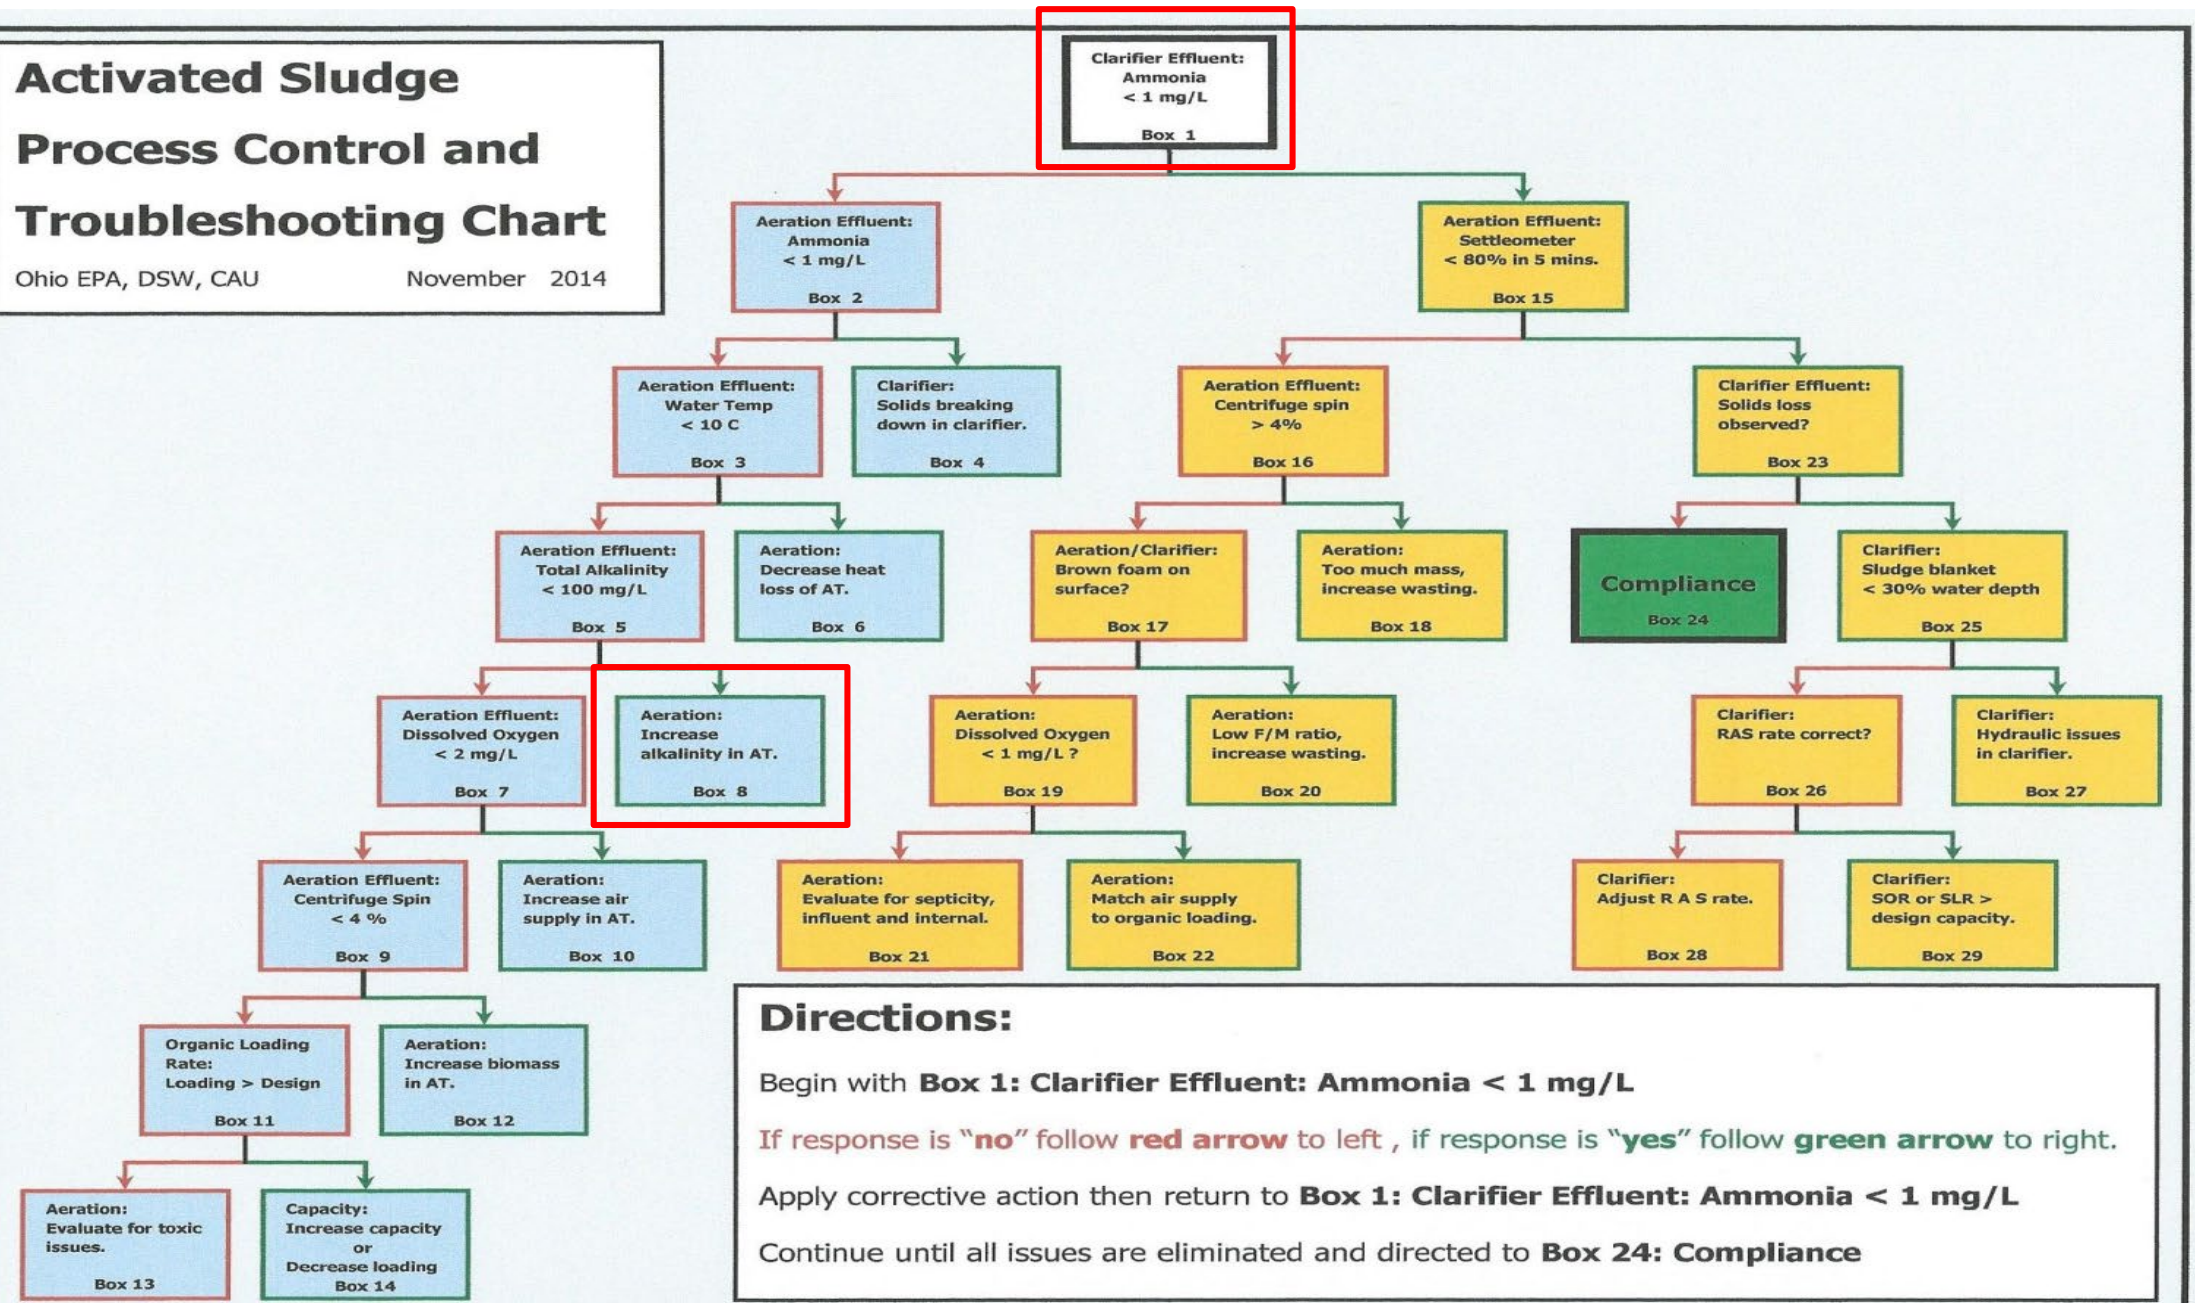 Activated Sludge
Process Control and
Troubleshooting Chart
Ohio EPA, DSW, CAU November 2014
Clarifier Effluent:
Ammonia
< 1 mg/L
Box 1
Aeration Effluent:
Ammonia
< 1 mg/L
Box 2
Aeration Effluent:
Settleometer
< 80% in 5 mins.
Box 15
Aeration Effluent:
Water Temp
< 10 C
Box 3
Clarifier:
Solids breaking
down in clarifier.
Box 4
Aeration Effluent:
Centrifuge spin
> 4%
Box 16
Clarifier Effluent:
Solids loss
observed?
Box 23
Aeration Effluent:
Total Alkalinity
< 100 mg/L
Box 5
Aeration:
Decrease heat
loss of AT.
Box 6
Aeration/Clarifier:
Brown foam on
surface?
Box 17
Aeration:
Too much mass,
increase wasting.
Box 18
Compliance
Box 24
Clarifier:
Sludge blanket
< 30% water depth
Box 25
Aeration Effluent:
Dissolved Oxygen
< 2 mg/L
Box 7
Aeration:
Increase
alkalinity in AT.
Box 8
Aeration:
Dissolved Oxygen
< 1 mg/L ?
Box 19
Aeration:
Low F/M ratio,
increase wasting.
Box 20
Clarifier:
RAS rate correct?
Box 26
Clarifier:
Hydraulic issues
in clarifier.
Box 27
Aeration Effluent:
Centrifuge Spin
< 4 %
Box 9
Aeration:
Increase air
supply in AT.
Box 10
Aeration:
Evaluate for septicity,
influent and internal.
Box 21
Aeration:
Match air supply
to organic loading.
Box 22
Clarifier:
Adjust R A S rate.
Box 28
Clarifier:
SOR or SLR >
design capacity.
Box 29
Organic Loading
Rate:
Loading > Design
Box 11
Aeration:
Increase biomass
in AT.
Box 12
Aeration:
Evaluate for toxic
issues.
Box 13
Capacity:
Increase capacity
or
Decrease loading
Box 14
Directions:
Begin with Box 1: Clarifier Effluent: Ammonia < 1 mg/L
If response is "no" follow red arrow to left , if response is "yes" follow green arrow to right.
Apply corrective action then return to Box 1: Clarifier Effluent: Ammonia < 1 mg/L
Continue until all issues are eliminated and directed to Box 24: Compliance